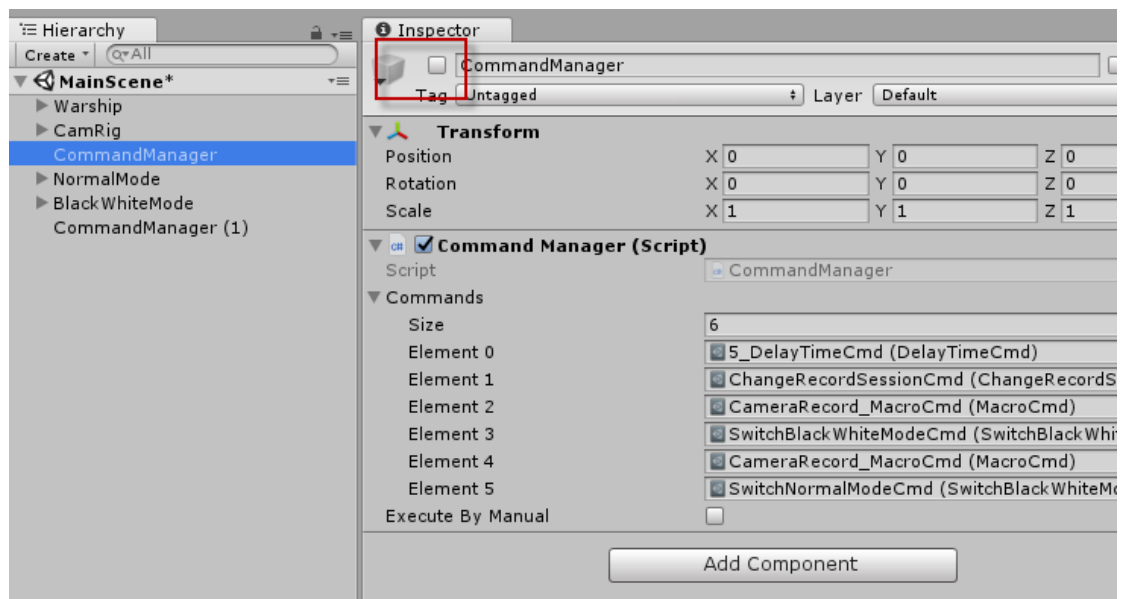 Hierarchy
Create
All
MainScene*
Warship
CamRig
CommandManager
NormalMode
BlackWhiteMode
CommandManager (1)
Inspector
CommandManager
Tag Untagged Layer Default
Transform
Position X 0 Y 0 Z 0
Rotation X 0 Y 0 Z 0
Scale X 1 Y 1 Z 1
c# Command Manager (Script)
Script CommandManager
Commands
Size 6
Element 0 5_DelayTimeCmd (DelayTimeCmd)
Element 1 ChangeRecordSessionCmd (ChangeRecordS
Element 2 CameraRecord_MacroCmd (MacroCmd)
Element 3 SwitchBlackWhiteModeCmd (SwitchBlackWhi
Element 4 CameraRecord_MacroCmd (MacroCmd)
Element 5 SwitchNormalModeCmd (SwitchBlackWhiteMo
Execute By Manual
Add Component